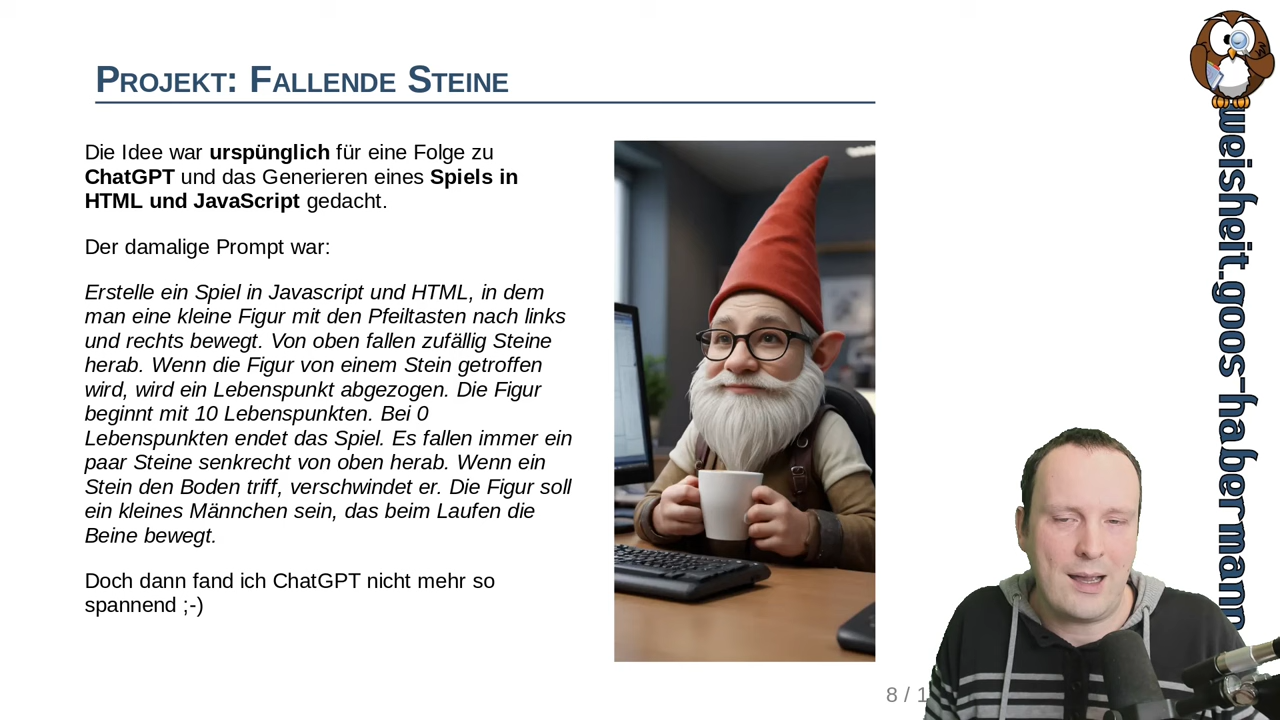 Projekt: Fallende Steine
Die Idee war urspünglich für eine Folge zu
ChatGPT und das Generieren eines Spiels in
HTML und JavaScript gedacht.
Der damalige Prompt war:
Erstelle ein Spiel in Javascript und HTML, in dem
man eine kleine Figur mit den Pfeiltasten nach links
und rechts bewegt. Von oben fallen zufällig Steine
herab. Wenn die Figur von einem Stein getroffen
wird, wird ein Lebenspunkt abgezogen. Die Figur
beginnt mit 10 Lebenspunkten. Bei 0
Lebenspunkten endet das Spiel. Es fallen immer ein
paar Steine senkrecht von oben herab. Wenn ein
Stein den Boden triff, verschwindet er. Die Figur soll
ein kleines Männchen sein, das beim Laufen die
Beine bewegt.
Doch dann fand ich ChatGPT nicht mehr so
spannend ;-)
8 / 1
weisheit.goos-habermann